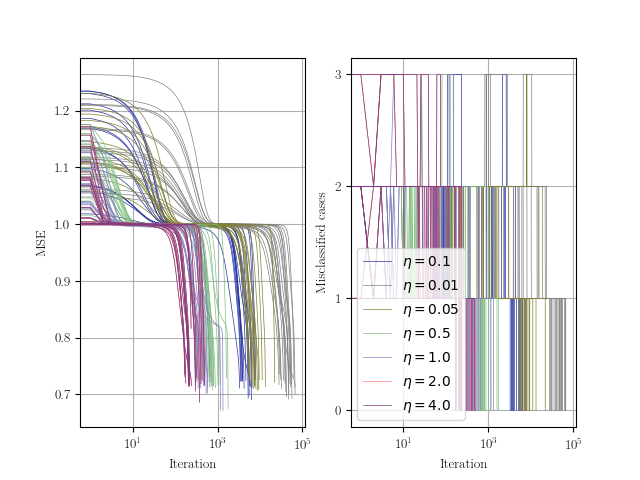 1.2
1.1
1.0
0.9
0.8
0.7
MSE
10^1
10^3
10^5
Iteration
3
2
1
0
Misclassified cases
η = 0.1
η = 0.01
η = 0.05
η = 0.5
η = 1.0
η = 2.0
η = 4.0
10^1
10^3
10^5
Iteration